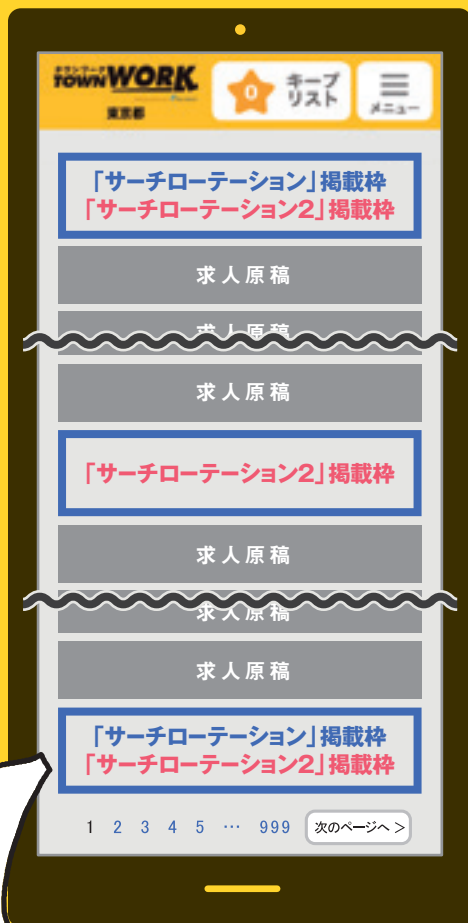 タウンワーク
TOWNWORK
東京都
0
キープ
リスト
メニュー
「サーチローテーション」掲載枠
「サーチローテーション2」掲載枠
求人原稿
求人原稿
求人原稿
「サーチローテーション2」掲載枠
求人原稿
求人原稿
求人原稿
「サーチローテーション」掲載枠
「サーチローテーション2」掲載枠
1 2 3 4 5 … 999 次のページへ >